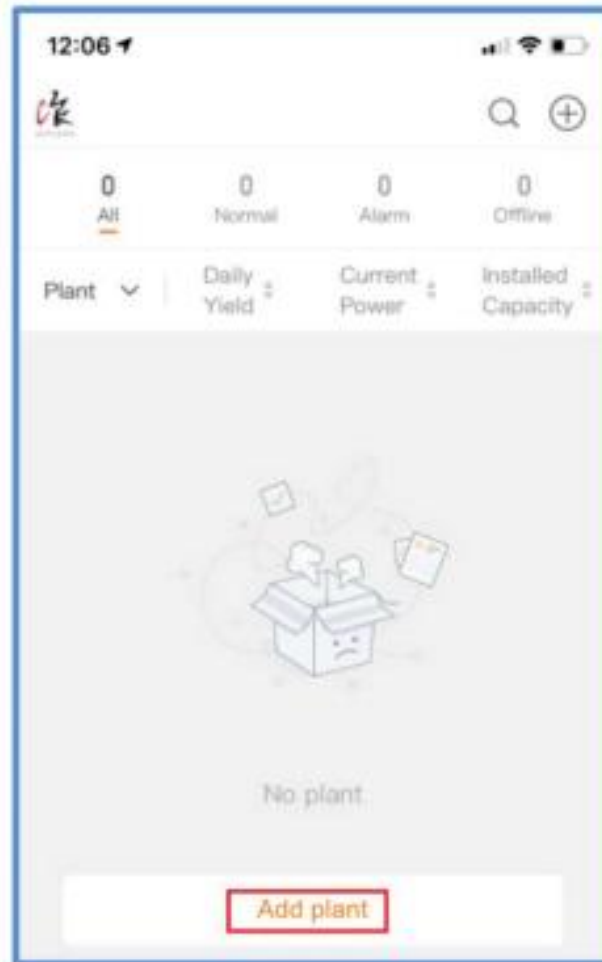 12:06
0 0 0 0
All Normal Alarm Offline
Plant Daily Yield Current Power Installed Capacity
No plant
Add plant